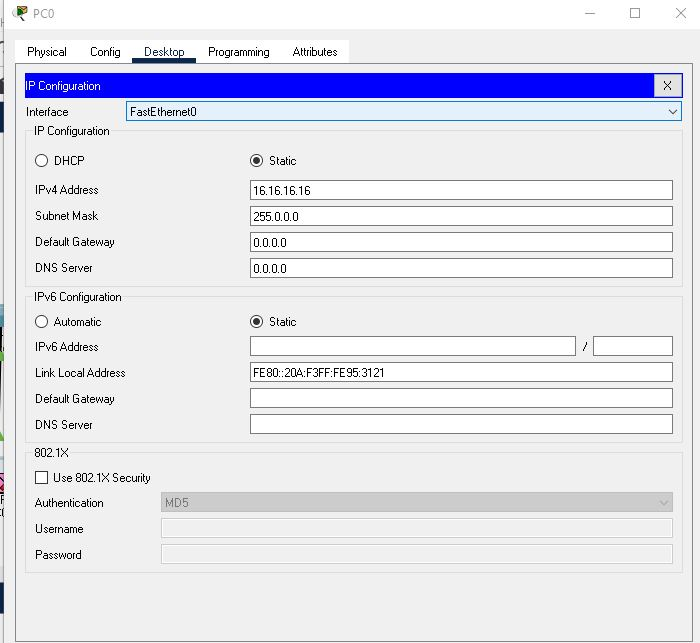 PC0
Physical Config Desktop Programming Attributes
IP Configuration X
Interface FastEthernet0
IP Configuration
DHCP Static
IPv4 Address 16.16.16.16
Subnet Mask 255.0.0.0
Default Gateway 0.0.0.0
DNS Server 0.0.0.0
IPv6 Configuration
Automatic Static
IPv6 Address /
Link Local Address FE80::20A:F3FF:FE95:3121
Default Gateway
DNS Server
802.1X
Use 802.1X Security
Authentication MD5
Username
Password